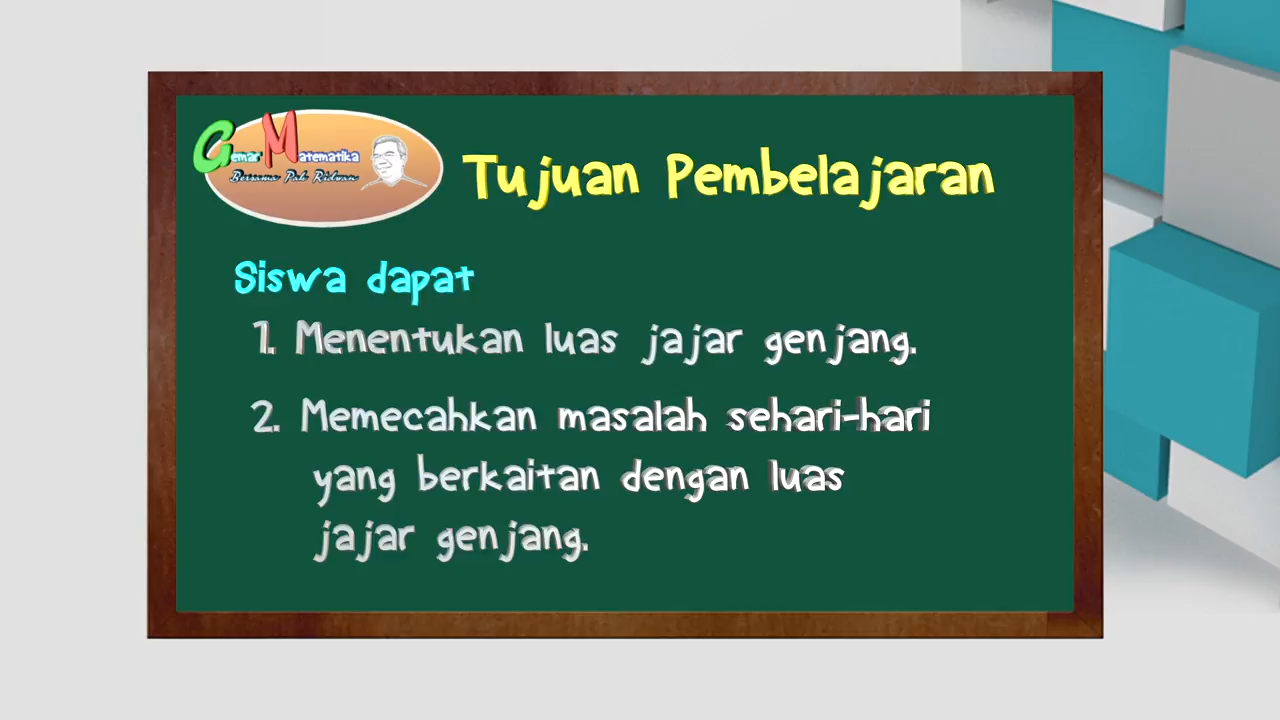 Gemar Matematika
Bersama Pak Ridwan
Tujuan Pembelajaran
Siswa dapat
1. Menentukan luas jajar genjang.
2. Memecahkan masalah sehari-hari
yang berkaitan dengan luas
jajar genjang.